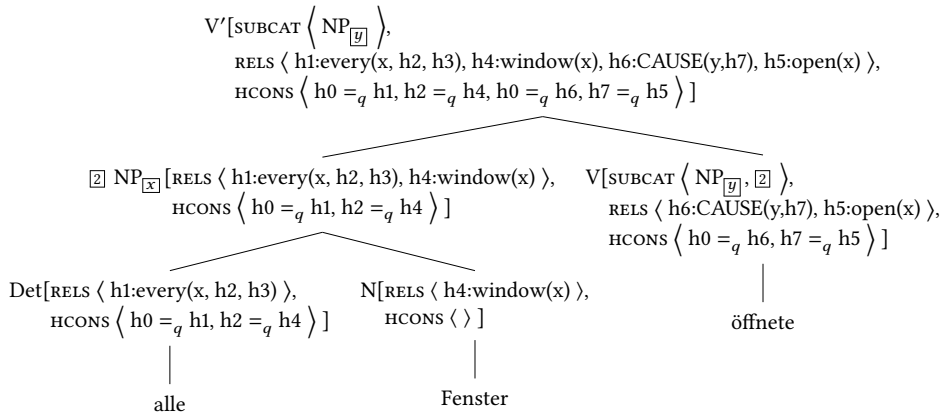 V′[SUBCAT ⟨ NP[y] ⟩,
RELS ⟨ h1:every(x, h2, h3), h4:window(x), h6:CAUSE(y,h7), h5:open(x) ⟩,
HCONS ⟨ h0 =q h1, h2 =q h4, h0 =q h6, h7 =q h5 ⟩ ]
[2] NP[x] [RELS ⟨ h1:every(x, h2, h3), h4:window(x) ⟩,
HCONS ⟨ h0 =q h1, h2 =q h4 ⟩ ]
V[SUBCAT ⟨ NP[y], [2] ⟩,
RELS ⟨ h6:CAUSE(y,h7), h5:open(x) ⟩,
HCONS ⟨ h0 =q h6, h7 =q h5 ⟩ ]
Det[RELS ⟨ h1:every(x, h2, h3) ⟩,
HCONS ⟨ h0 =q h1, h2 =q h4 ⟩ ]
N[RELS ⟨ h4:window(x) ⟩,
HCONS ⟨ ⟩ ]
öffnete
alle
Fenster